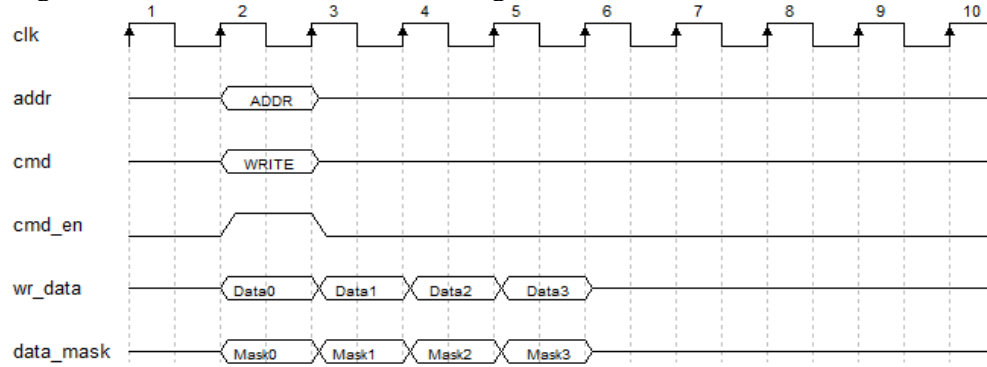 1 2 3 4 5 6 7 8 9 10
clk
addr ADDR
cmd WRITE
cmd_en
wr_data Data0 Data1 Data2 Data3
data_mask Mask0 Mask1 Mask2 Mask3